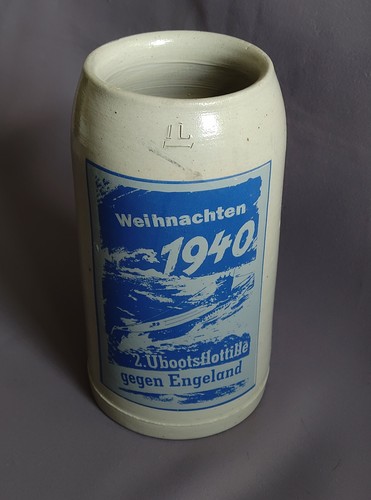 1L
Weihnachten
1940
2. Ubootsflottille
gegen Engeland